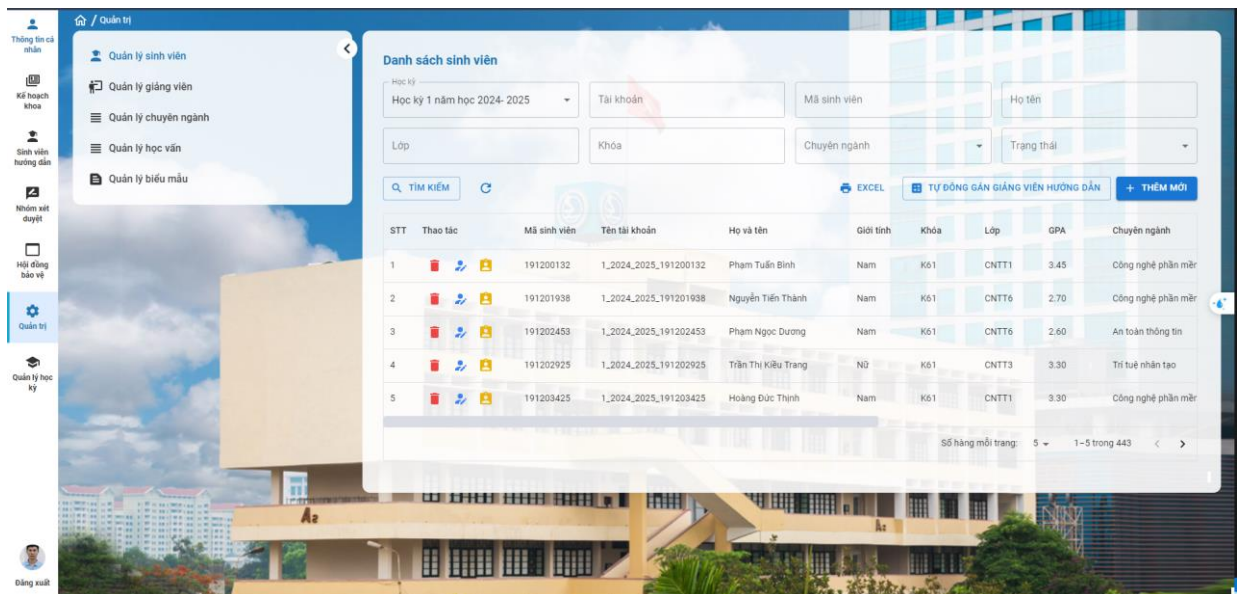 / Quản trị
Thông tin cá
nhân
Kế hoạch
khoa
Sinh viên
hướng dẫn
Nhóm xét
duyệt
Hội đồng
bảo vệ
Quản trị
Quản lý học
kỳ
Đăng xuất
Quản lý sinh viên
Quản lý giảng viên
Quản lý chuyên ngành
Quản lý học vấn
Quản lý biểu mẫu
Danh sách sinh viên
Học kỳ
Học kỳ 1 năm học 2024- 2025 Tài khoản Mã sinh viên Họ tên
Lớp Khóa Chuyên ngành Trạng thái
TÌM KIẾM EXCEL TỰ ĐỘNG GÁN GIẢNG VIÊN HƯỚNG DẪN + THÊM MỚI
STT Thao tác Mã sinh viên Tên tài khoản Họ và tên Giới tính Khóa Lớp GPA Chuyên ngành
1 191200132 1_2024_2025_191200132 Phạm Tuấn Bình Nam K61 CNTT1 3.45 Công nghệ phần mềm
2 191201938 1_2024_2025_191201938 Nguyễn Tiến Thành Nam K61 CNTT6 2.70 Công nghệ phần mềm
3 191202453 1_2024_2025_191202453 Phạm Ngọc Dương Nam K61 CNTT6 2.60 An toàn thông tin
4 191202925 1_2024_2025_191202925 Trần Thị Kiều Trang Nữ K61 CNTT3 3.30 Trí tuệ nhân tạo
5 191203425 1_2024_2025_191203425 Hoàng Đức Thịnh Nam K61 CNTT1 3.30 Công nghệ phần mềm
Số hàng mỗi trang: 5 1–5 trong 443
A2
A2